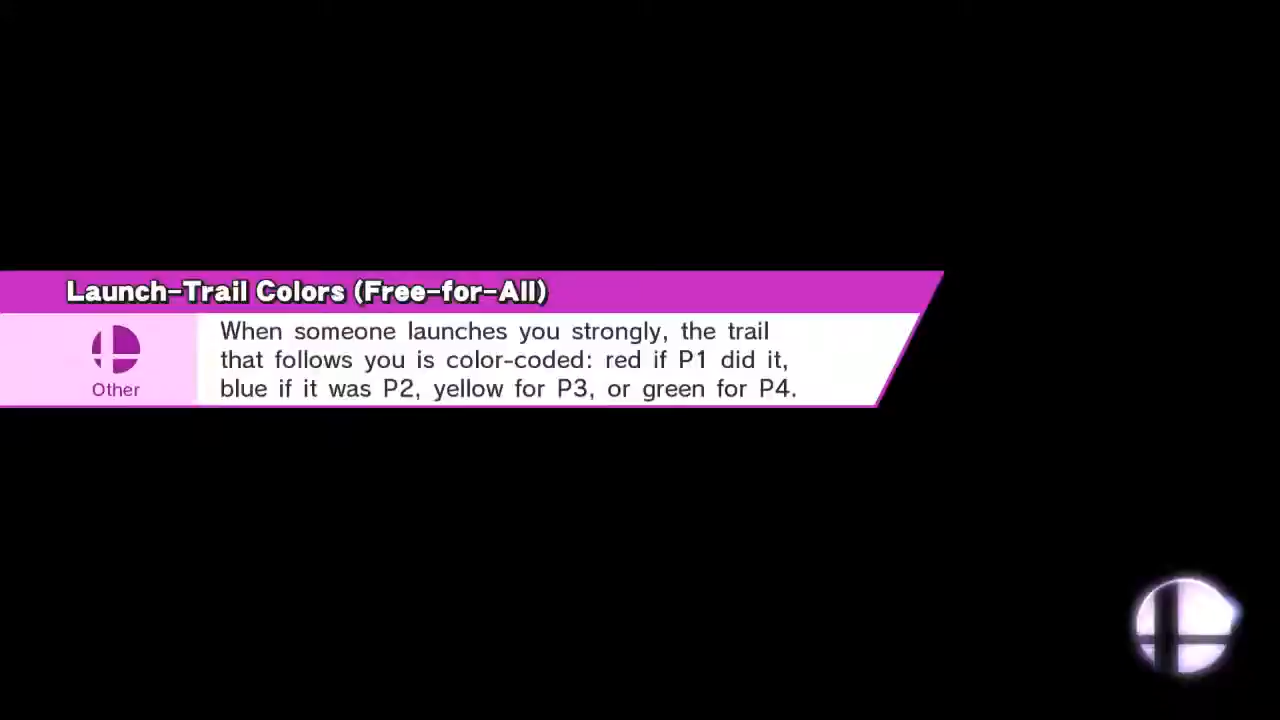 Launch-Trail Colors (Free-for-All)
Other
When someone launches you strongly, the trail
that follows you is color-coded: red if P1 did it,
blue if it was P2, yellow for P3, or green for P4.